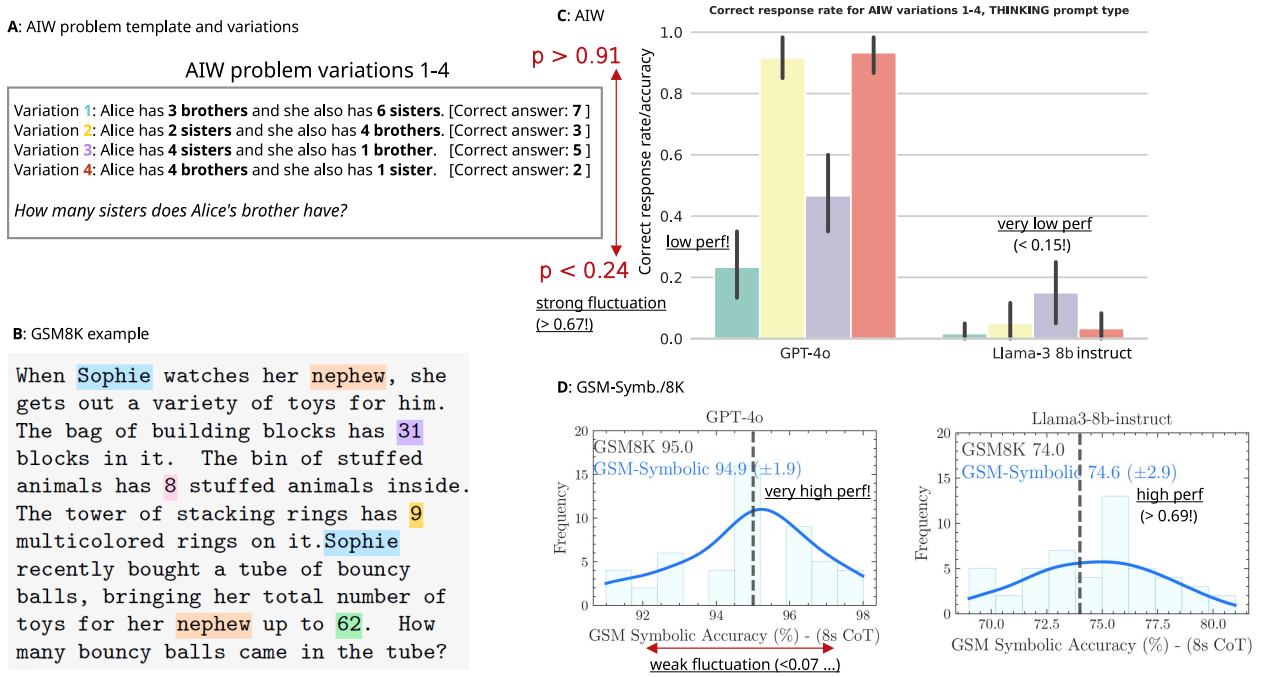 A: AIW problem template and variations
AIW problem variations 1-4
Variation 1: Alice has 3 brothers and she also has 6 sisters. [Correct answer: 7 ]
Variation 2: Alice has 2 sisters and she also has 4 brothers. [Correct answer: 3 ]
Variation 3: Alice has 4 sisters and she also has 1 brother. [Correct answer: 5 ]
Variation 4: Alice has 4 brothers and she also has 1 sister. [Correct answer: 2 ]
How many sisters does Alice's brother have?
B: GSM8K example
When Sophie watches her nephew, she
gets out a variety of toys for him.
The bag of building blocks has 31
blocks in it. The bin of stuffed
animals has 8 stuffed animals inside.
The tower of stacking rings has 9
multicolored rings on it.Sophie
recently bought a tube of bouncy
balls, bringing her total number of
toys for her nephew up to 62. How
many bouncy balls came in the tube?
C: AIW
Correct response rate for AIW variations 1-4, THINKING prompt type
p > 0.91
p < 0.24
strong fluctuation
(> 0.67!)
Correct response rate/accuracy
1.0
0.8
0.6
0.4
0.2
0.0
low perf!
very low perf
(< 0.15!)
GPT-4o
Llama-3 8b instruct
D: GSM-Symb./8K
GPT-4o
GSM8K 95.0
GSM-Symbolic 94.9 (±1.9)
very high perf!
Frequency
20
15
10
5
0
92
94
96
98
GSM Symbolic Accuracy (%) - (8s CoT)
weak fluctuation (<0.07 ...)
Llama3-8b-instruct
GSM8K 74.0
GSM-Symbolic 74.6 (±2.9)
high perf
(> 0.69!)
Frequency
20
15
10
5
0
70.0
72.5
75.0
77.5
80.0
GSM Symbolic Accuracy (%) - (8s CoT)